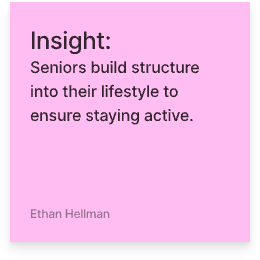 Insight:
Seniors build structure
into their lifestyle to
ensure staying active.
Ethan Hellman